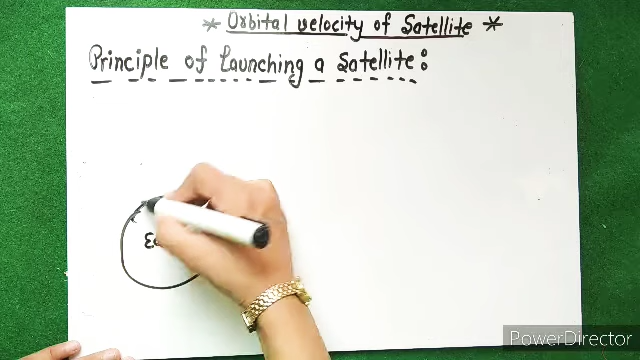 * Orbital velocity of Satellite *
Principle of Launching a Satellite:
PowerDirector